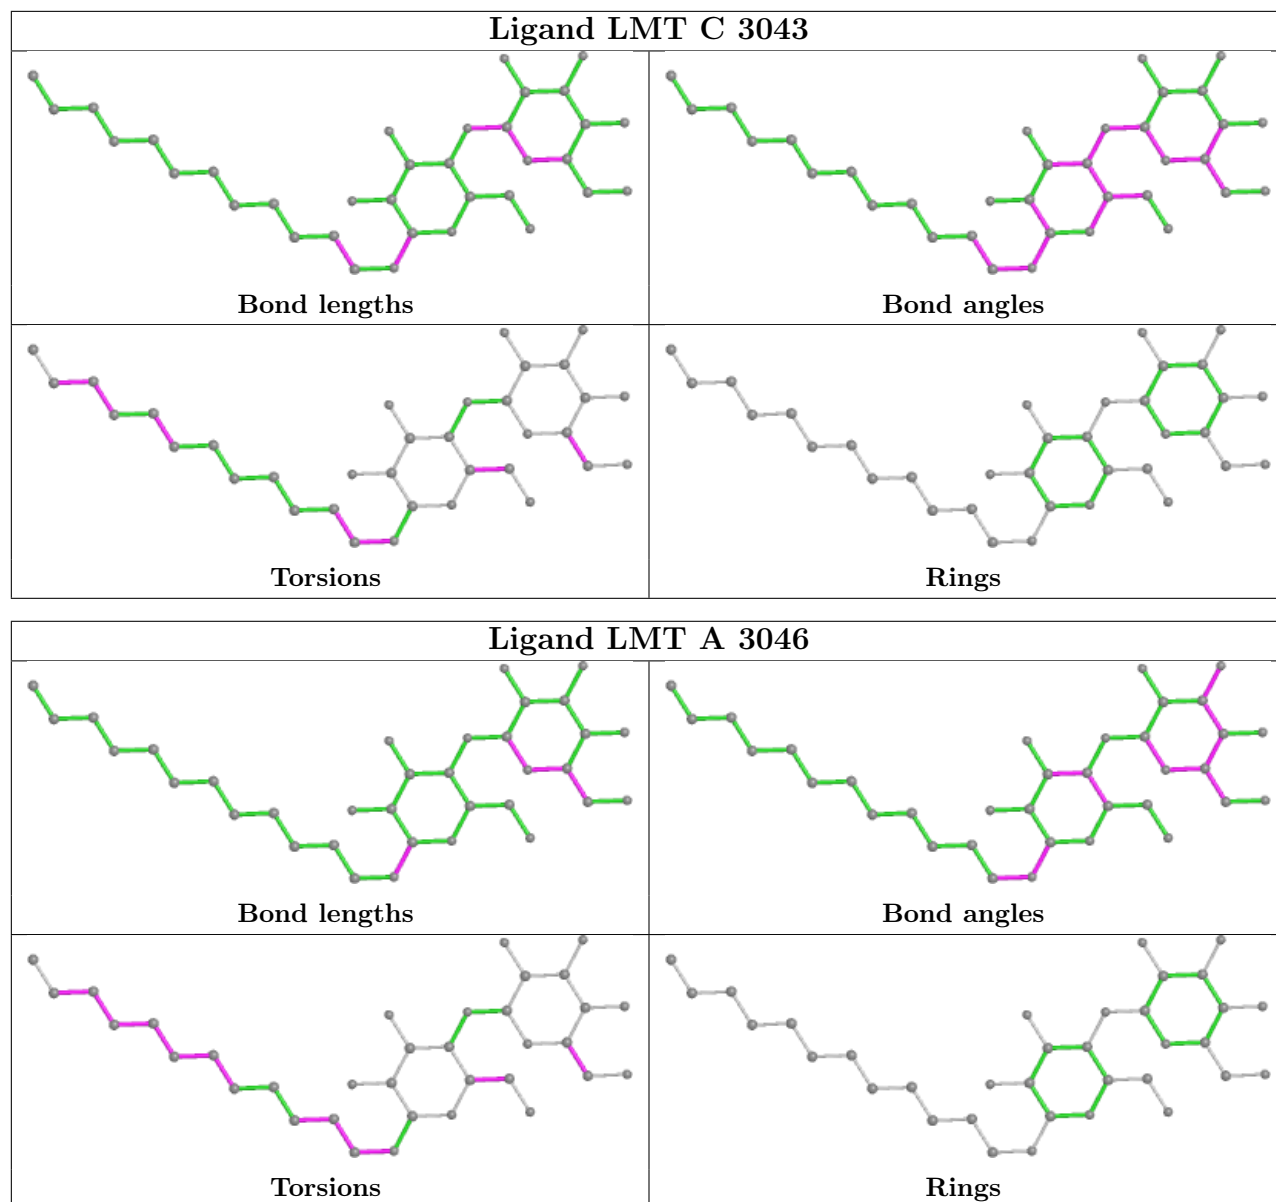 Ligand LMT C 3043
Bond lengths
Bond angles
Torsions
Rings
Ligand LMT A 3046
Bond lengths
Bond angles
Torsions
Rings